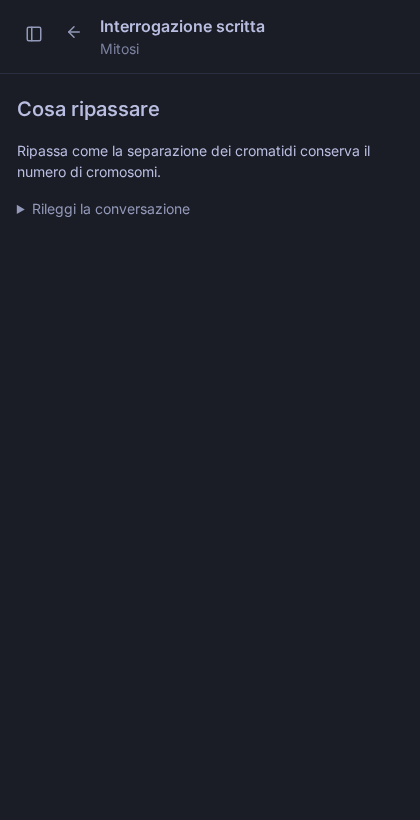 Interrogazione scritta
Mitosi
Cosa ripassare
Ripassa come la separazione dei cromatidi conserva il
numero di cromosomi.
Rileggi la conversazione